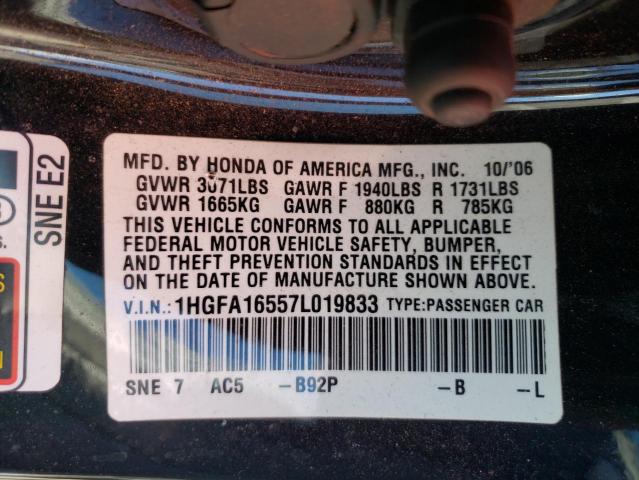 MFD. BY HONDA OF AMERICA MFG., INC. 10/'06
GVWR 3671LBS GAWR F 1940LBS R 1731LBS
GVWR 1665KG GAWR F 880KG R 785KG
THIS VEHICLE CONFORMS TO ALL APPLICABLE
FEDERAL MOTOR VEHICLE SAFETY, BUMPER,
AND THEFT PREVENTION STANDARDS IN EFFECT
ON THE DATE OF MANUFACTURE SHOWN ABOVE.
V.I.N.: 1HGFA16557L019833 TYPE:PASSENGER CAR
SNE 7 AC5 -B92P -B -L
SNE E2